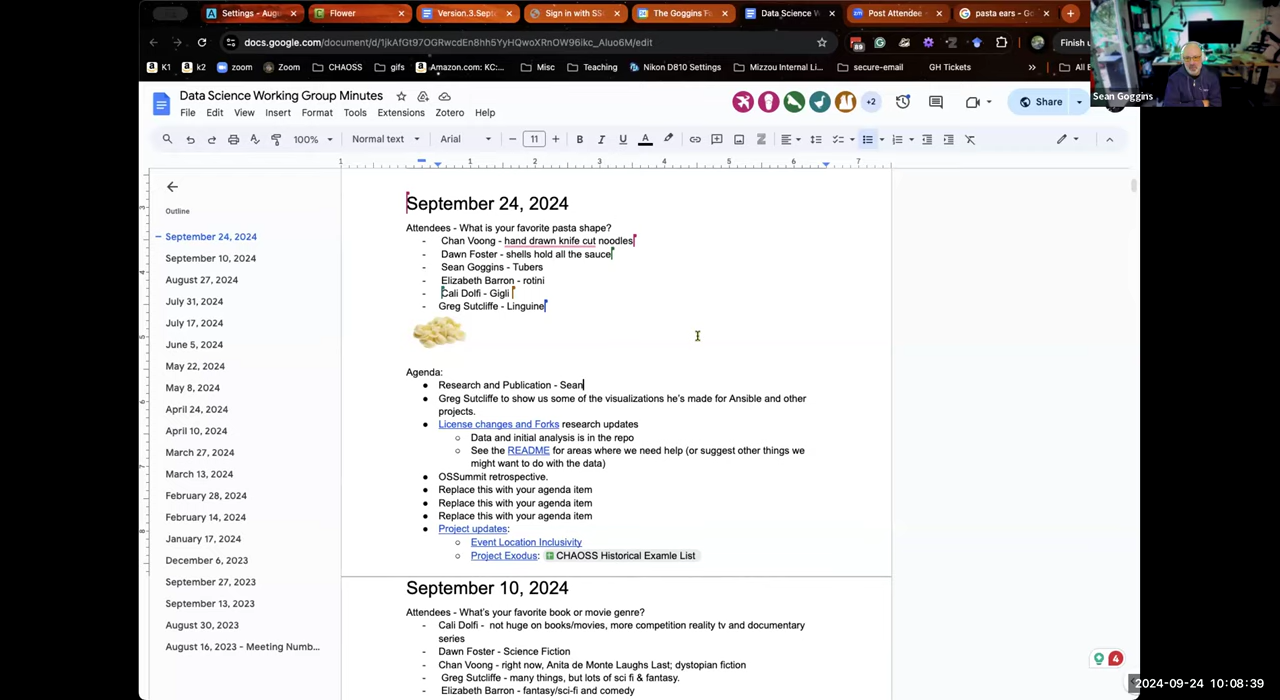 Settings - Aug
Flower
Version.3.Sept
Sign in with SS
The Goggins F
Data Science W
Post Attendee
pasta ears - Go
docs.google.com/document/d/1jkAfGt97OGRwcdEn8hh5YyHQwoXRnOW96ikc_Aluo6M/edit
89
Finish u
K1
k2
zoom
Zoom
CHAOSS
gifs
Amazon.com: KC:...
Misc
Teaching
Nikon D810 Settings
Mizzou Internal Li...
secure-email
GH Tickets
All B
Sean Goggins
Data Science Working Group Minutes
File Edit View Insert Format Tools Extensions Zotero Help
+2
Share
100%
Normal text
Arial
11
Outline
September 24, 2024
September 10, 2024
August 27, 2024
July 31, 2024
July 17, 2024
June 5, 2024
May 22, 2024
May 8, 2024
April 24, 2024
April 10, 2024
March 27, 2024
March 13, 2024
February 28, 2024
February 14, 2024
January 17, 2024
December 6, 2023
September 27, 2023
September 13, 2023
August 30, 2023
August 16, 2023 - Meeting Numb...
September 24, 2024
Attendees - What is your favorite pasta shape?
- Chan Voong - hand drawn knife cut noodles
- Dawn Foster - shells hold all the sauce
- Sean Goggins - Tubers
- Elizabeth Barron - rotini
- Cali Dolfi - Gigli
- Greg Sutcliffe - Linguine
Agenda:
● Research and Publication - Sean
● Greg Sutcliffe to show us some of the visualizations he's made for Ansible and other
projects.
● License changes and Forks research updates
○ Data and initial analysis is in the repo
○ See the README for areas where we need help (or suggest other things we
might want to do with the data)
● OSSummit retrospective.
● Replace this with your agenda item
● Replace this with your agenda item
● Replace this with your agenda item
● Project updates:
○ Event Location Inclusivity
○ Project Exodus: CHAOSS Historical Examle List
September 10, 2024
Attendees - What's your favorite book or movie genre?
- Cali Dolfi - not huge on books/movies, more competition reality tv and documentary
series
- Dawn Foster - Science Fiction
- Chan Voong - right now, Anita de Monte Laughs Last; dystopian fiction
- Greg Sutcliffe - many things, but lots of sci fi & fantasy.
- Elizabeth Barron - fantasy/sci-fi and comedy
4
2024-09-24 10:08:39